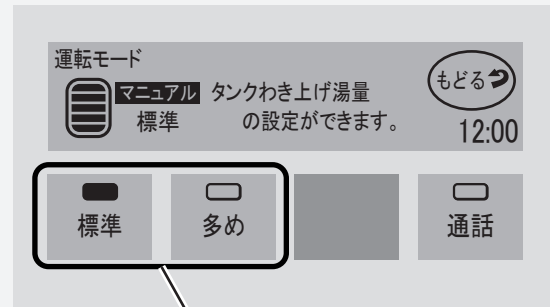 運転モード
マニュアル タンクわき上げ湯量
標準 の設定ができます。
もどる
12:00
標準
多め
通話